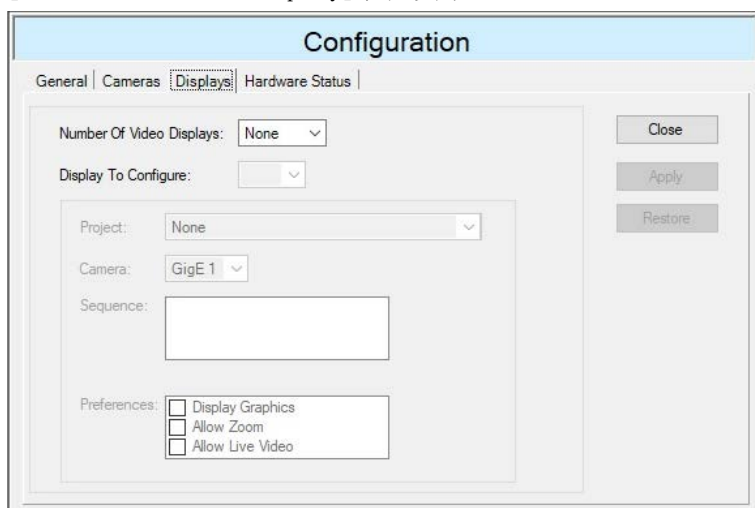 Configuration
General Cameras Displays Hardware Status
Number Of Video Displays: None
Close
Display To Configure:
Apply
Project: None
Restore
Camera: GigE 1
Sequence:
Preferences: Display Graphics
Allow Zoom
Allow Live Video